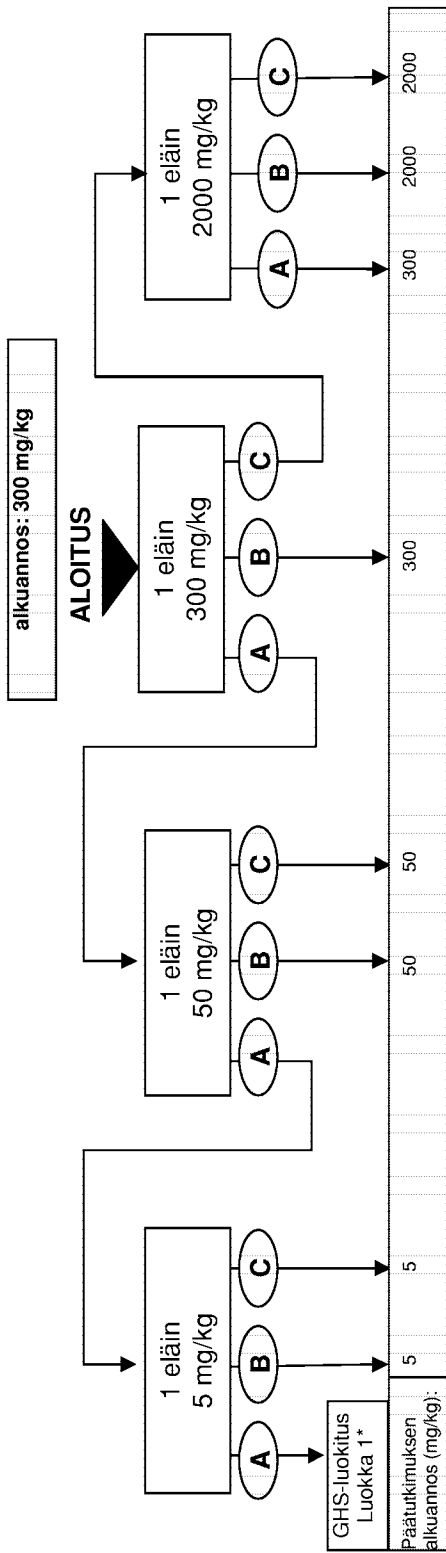 alkuannos: 300 mg/kg
ALOITUS
1 eläin
5 mg/kg
A
B
C
1 eläin
50 mg/kg
A
B
C
1 eläin
300 mg/kg
A
B
C
1 eläin
2000 mg/kg
A
B
C
GHS-luokitus
Luokka 1*
Päätutkimuksen
alkuannos (mg/kg):
5
5
50
50
300
300
2000
2000